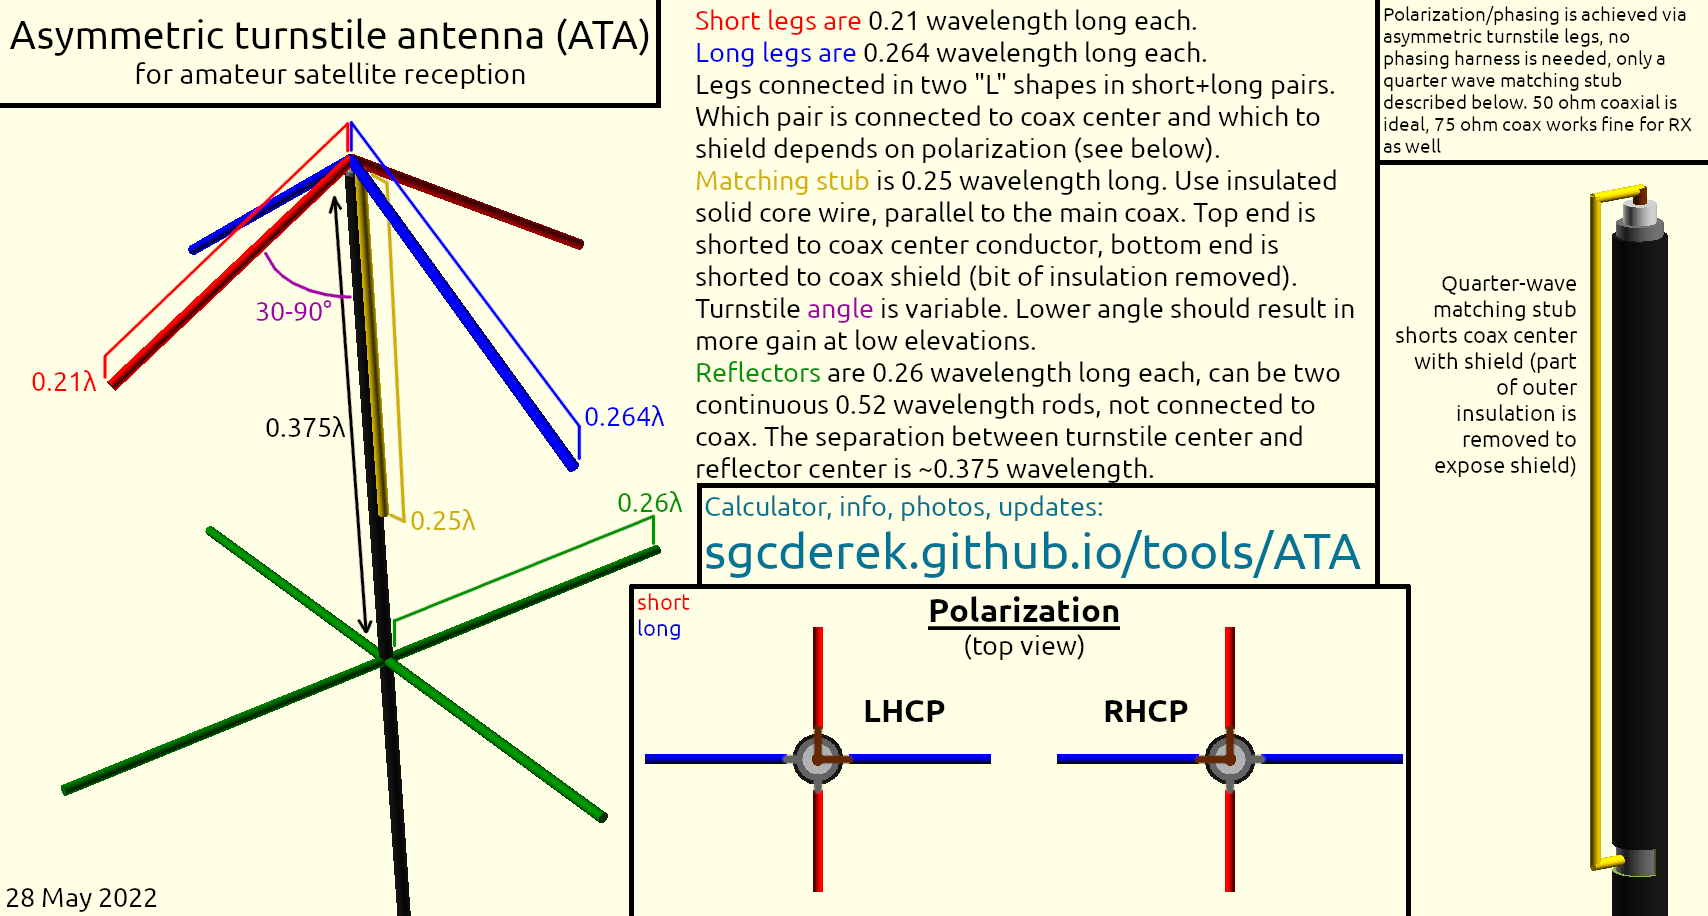 Asymmetric turnstile antenna (ATA)
for amateur satellite reception
Short legs are 0.21 wavelength long each.
Long legs are 0.264 wavelength long each.
Legs connected in two "L" shapes in short+long pairs.
Which pair is connected to coax center and which to
shield depends on polarization (see below).
Matching stub is 0.25 wavelength long. Use insulated
solid core wire, parallel to the main coax. Top end is
shorted to coax center conductor, bottom end is
shorted to coax shield (bit of insulation removed).
Turnstile angle is variable. Lower angle should result in
more gain at low elevations.
Reflectors are 0.26 wavelength long each, can be two
continuous 0.52 wavelength rods, not connected to
coax. The separation between turnstile center and
reflector center is ~0.375 wavelength.
Polarization/phasing is achieved via
asymmetric turnstile legs, no
phasing harness is needed, only a
quarter wave matching stub
described below. 50 ohm coaxial is
ideal, 75 ohm coax works fine for RX
as well
30-90°
0.21λ
0.375λ
0.264λ
0.25λ
0.26λ
Quarter-wave
matching stub
shorts coax center
with shield (part
of outer
insulation is
removed to
expose shield)
Calculator, info, photos, updates:
sgcderek.github.io/tools/ATA
short
long
Polarization
(top view)
LHCP
RHCP
28 May 2022